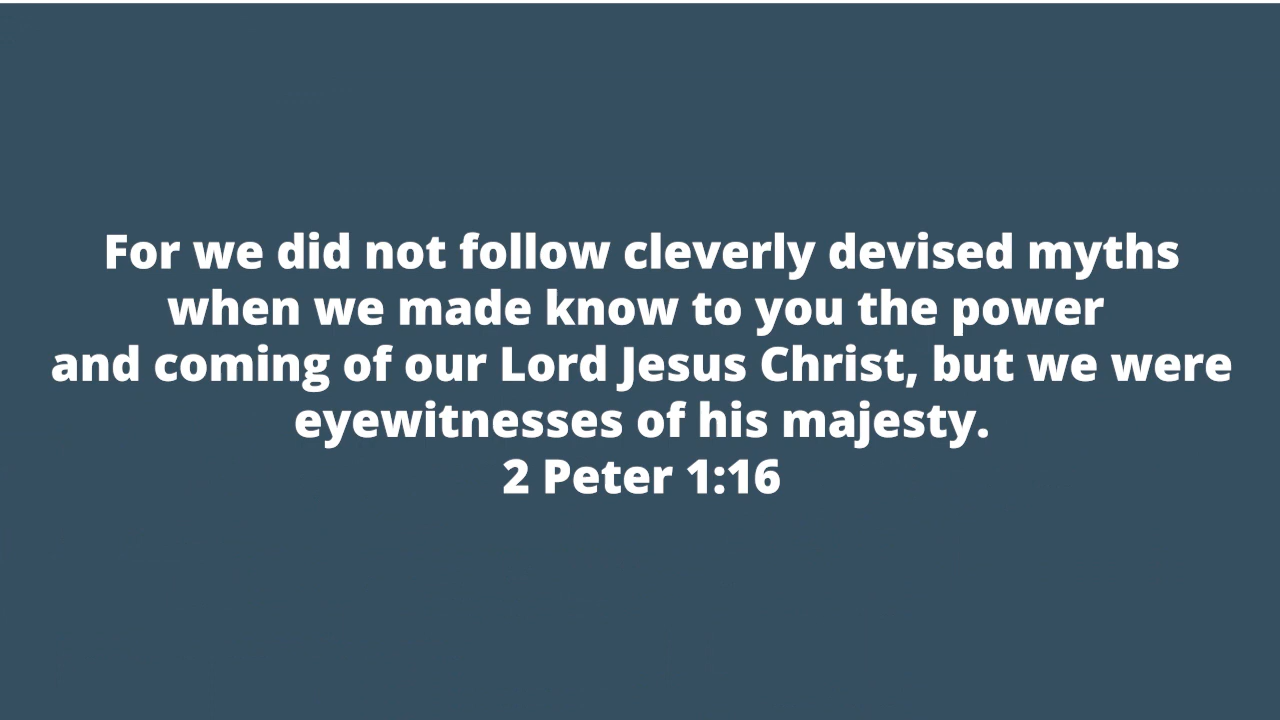 For we did not follow cleverly devised myths
when we made know to you the power
and coming of our Lord Jesus Christ, but we were
eyewitnesses of his majesty.
2 Peter 1:16